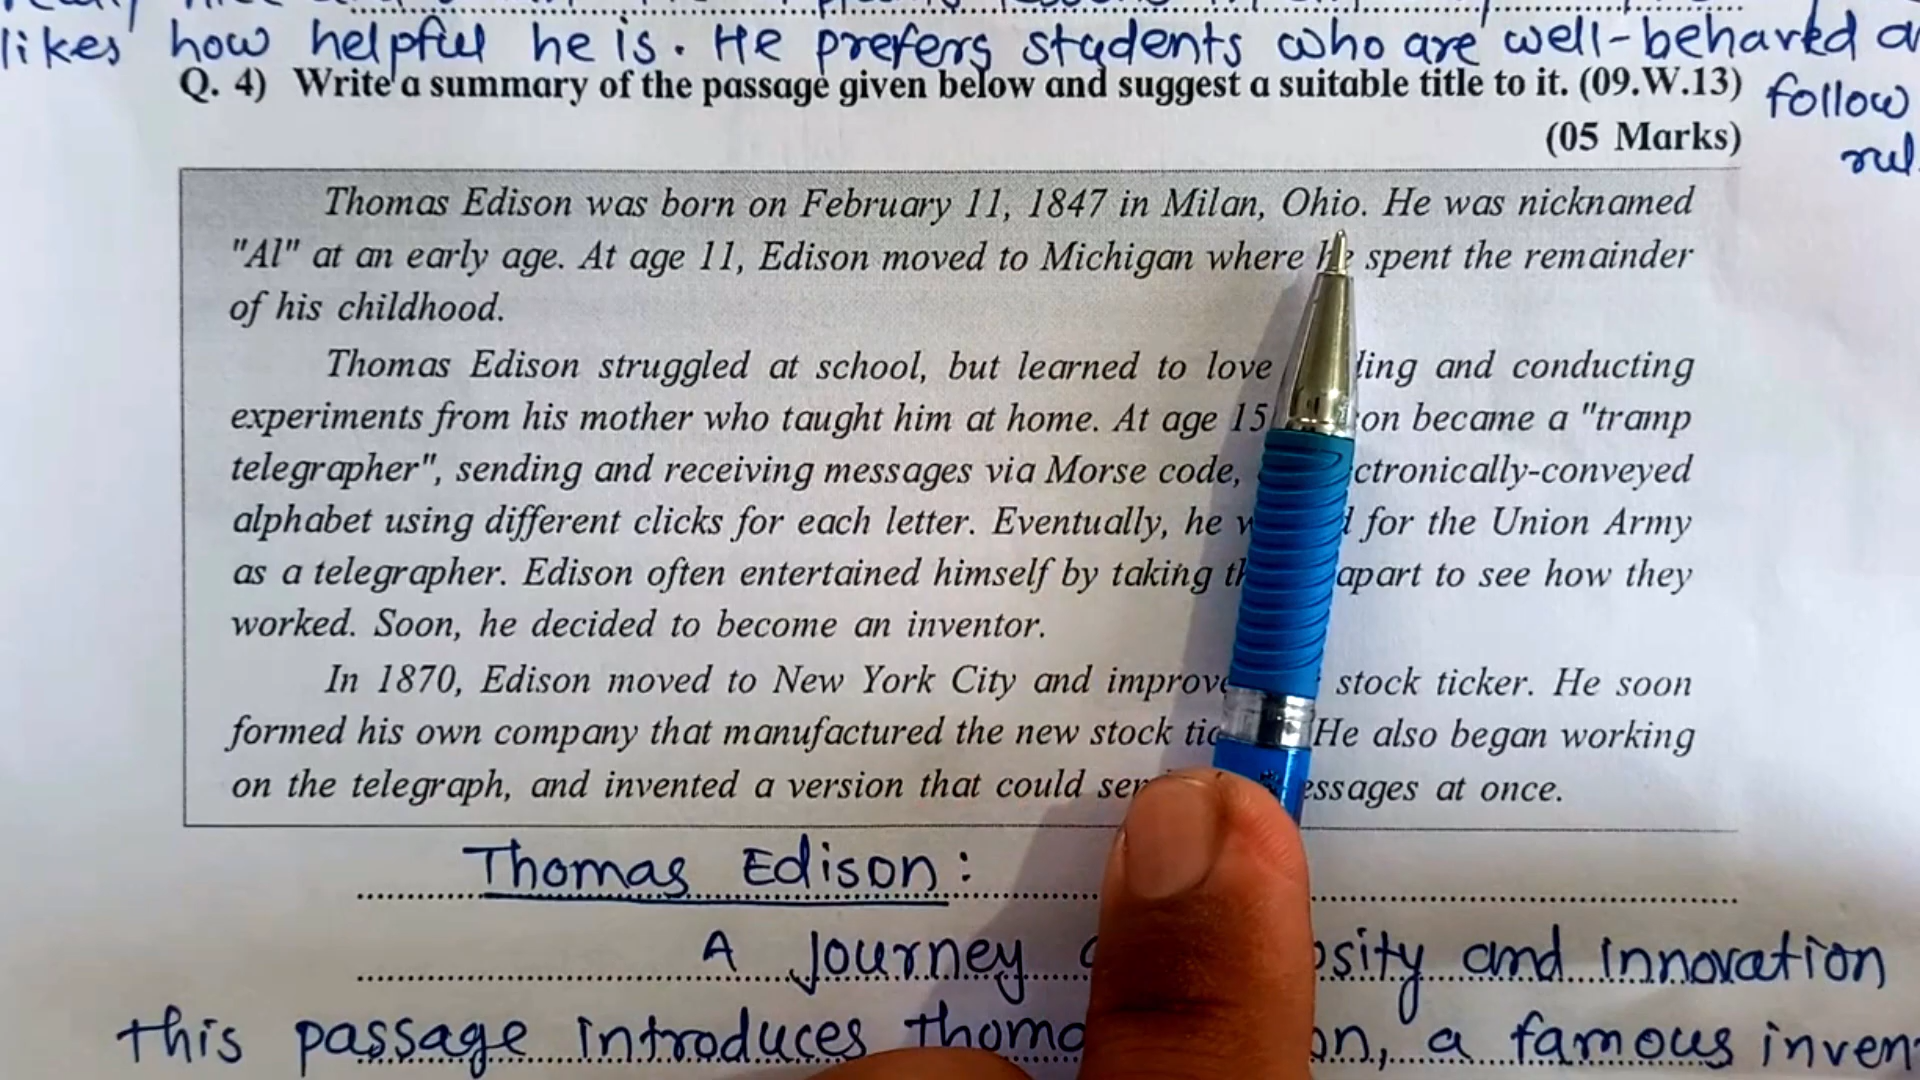 likes how helpful he is. He prefers students who are well-behaved
Q. 4) Write a summary of the passage given below and suggest a suitable title to it. (09.W.13)
follow
(05 Marks)
Thomas Edison was born on February 11, 1847 in Milan, Ohio. He was nicknamed
"Al" at an early age. At age 11, Edison moved to Michigan where he spent the remainder
of his childhood.
Thomas Edison struggled at school, but learned to love and conducting
experiments from his mother who taught him at home. At age 15 became a "tramp
telegrapher", sending and receiving messages via Morse code,
alphabet using different clicks for each letter. Eventually, he for the Union Army
as a telegrapher. Edison often entertained himself by taking apart to see how they
worked. Soon, he decided to become an inventor.
In 1870, Edison moved to New York City and stock ticker. He soon
formed his own company that manufactured the new stock He also began working
on the telegraph, and invented a version that could at once.
Thomas Edison:
A Journey and innovation
this passage introduces a famous